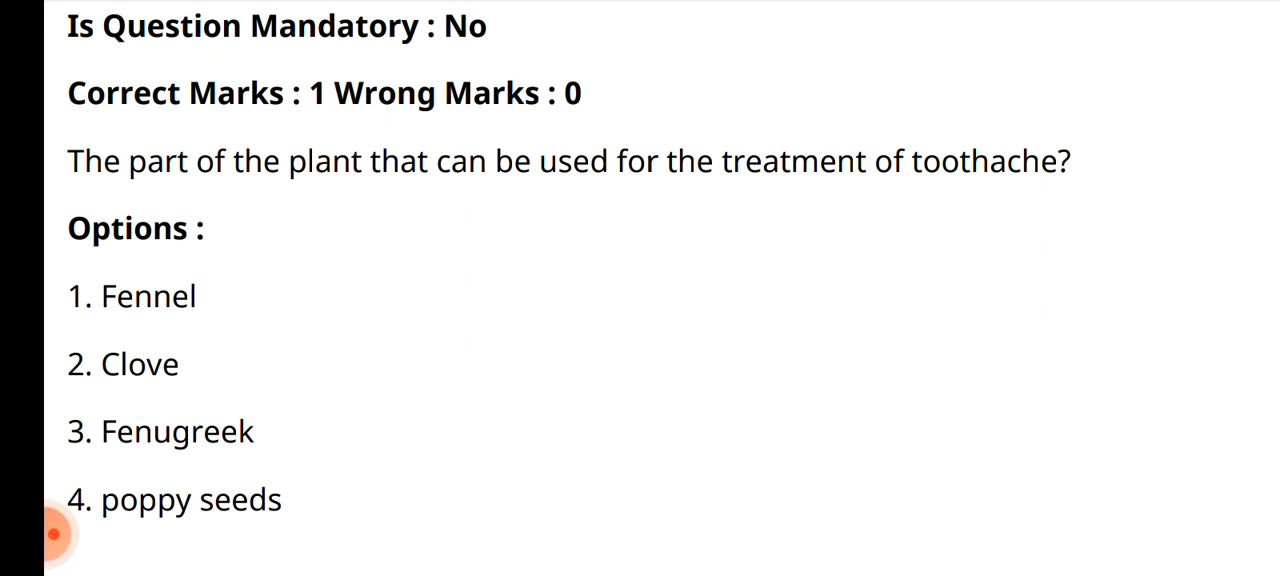 Is Question Mandatory : No
Correct Marks : 1 Wrong Marks : 0
The part of the plant that can be used for the treatment of toothache?
Options :
1. Fennel
2. Clove
3. Fenugreek
4. poppy seeds